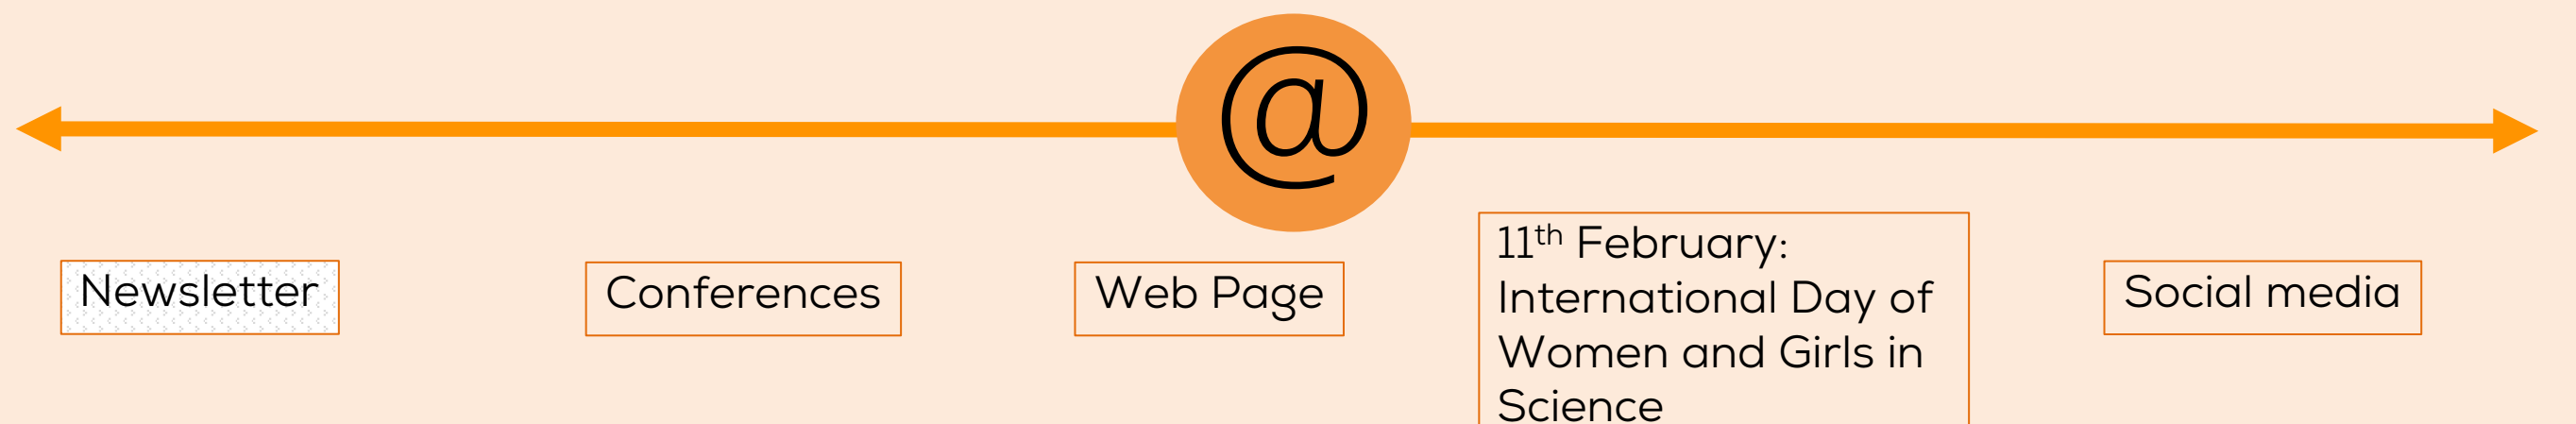 @
Newsletter
Conferences
Web Page
11th February:
International Day of
Women and Girls in
Science
Social media